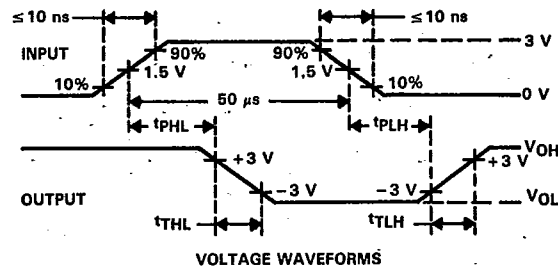 ≤10 ns ≤10 ns
INPUT 90% 90% 3 V
1.5 V 1.5 V
10% 10%
0 V
50 μs
tPHL tPLH
VOH
+3 V +3 V
OUTPUT −3 V −3 V
VOL
tTHL tTLH
VOLTAGE WAVEFORMS